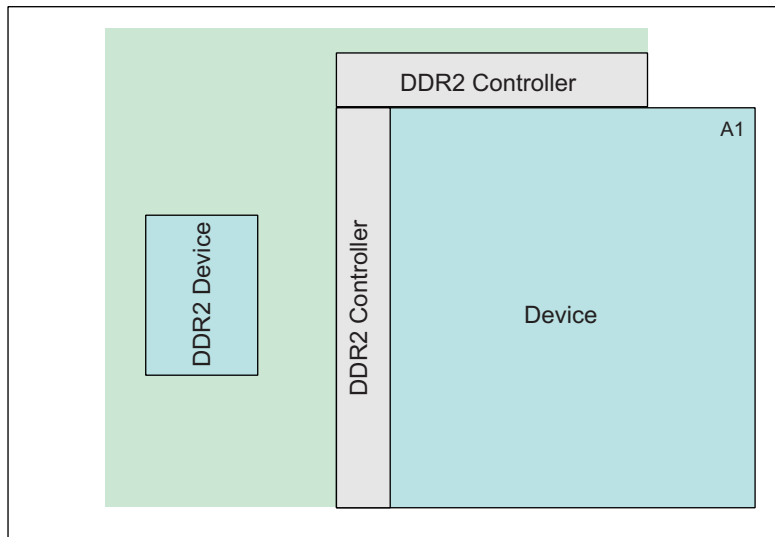 DDR2 Controller
A1
DDR2 Device
DDR2 Controller
Device